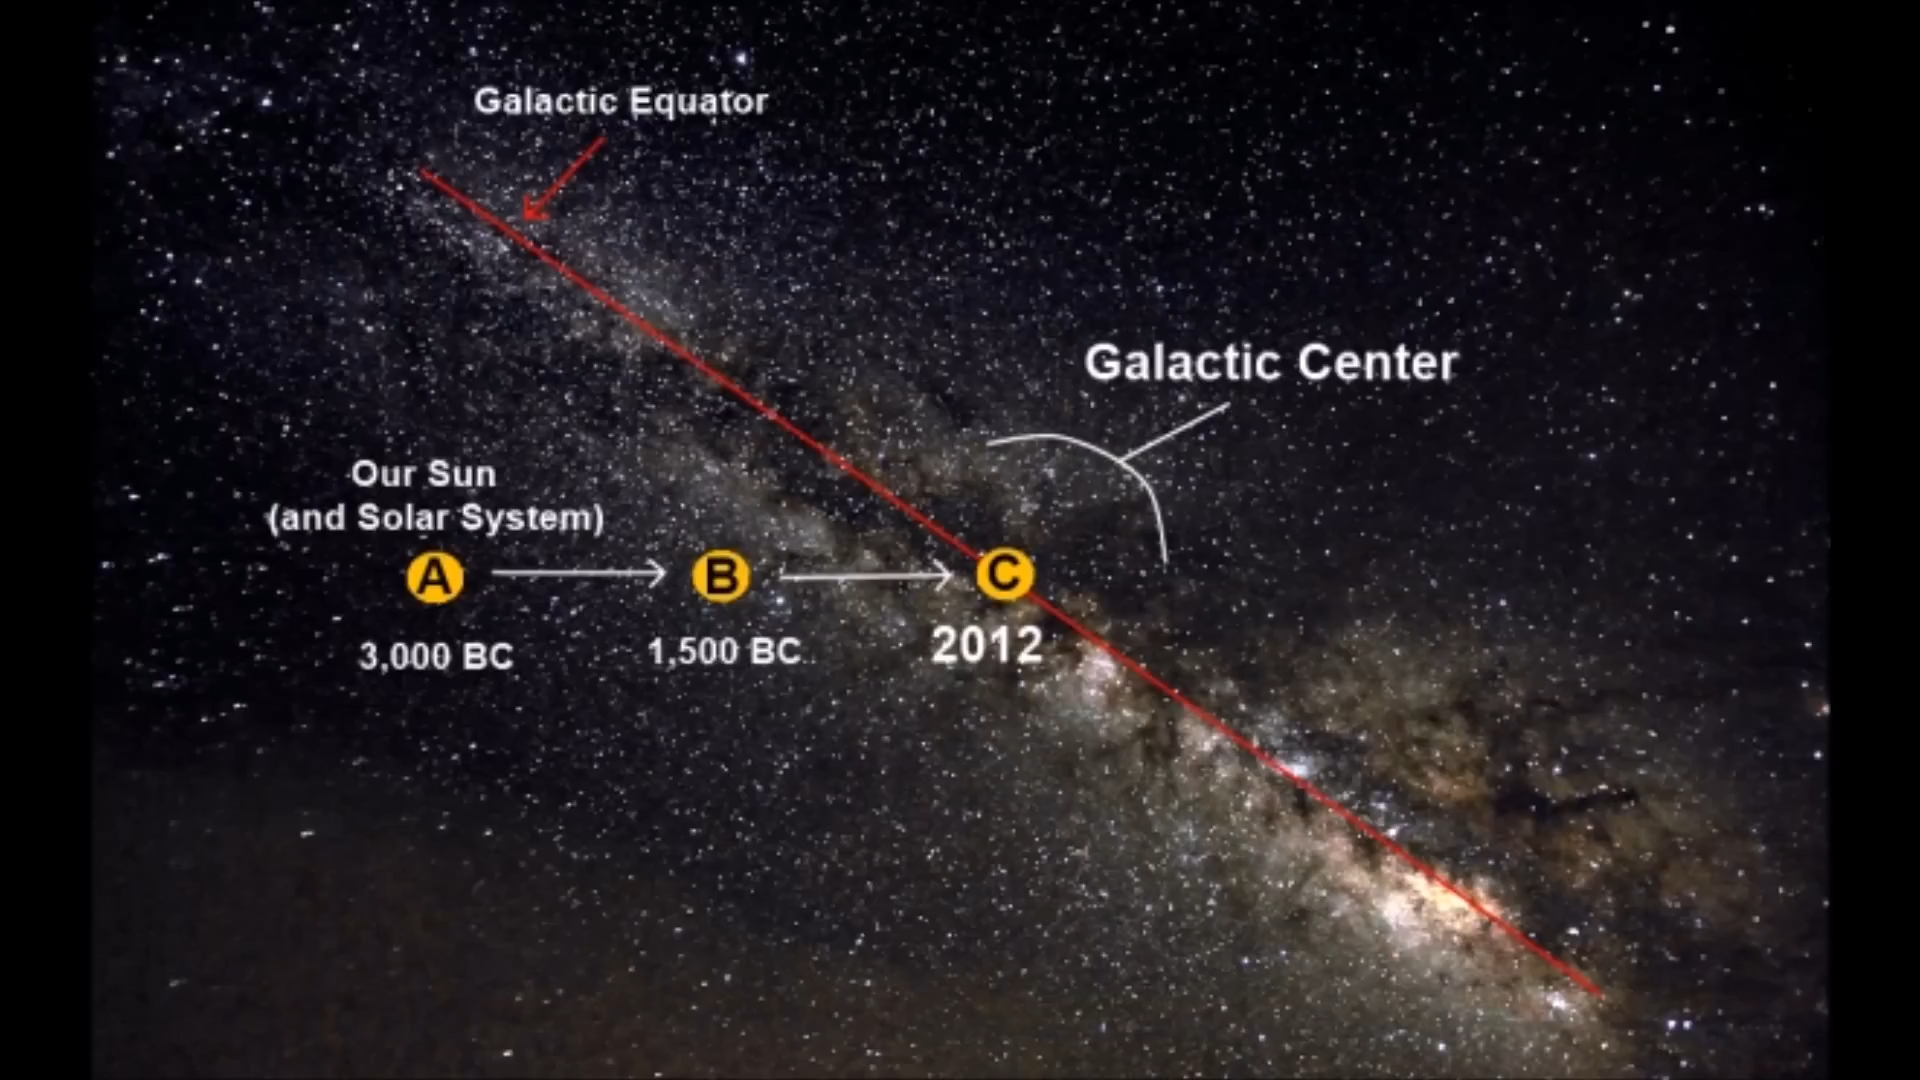 Galactic Equator
Galactic Center
Our Sun
(and Solar System)
A
B
C
3,000 BC
1,500 BC
2012